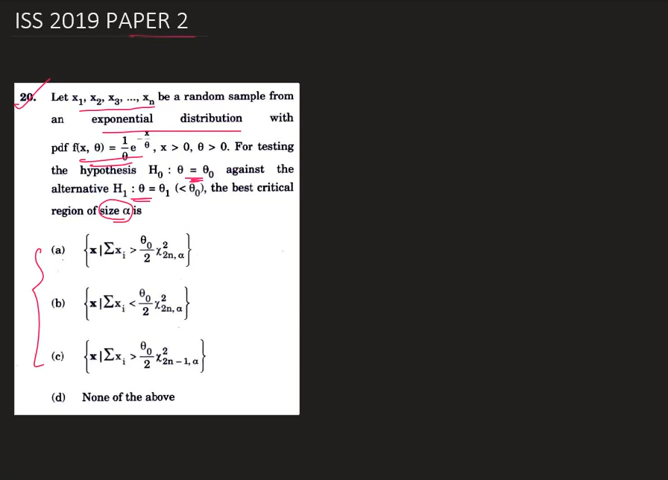 ISS 2019 PAPER 2
20. Let x₁, x₂, x₃, ..., xₙ be a random sample from
an exponential distribution with
pdf f(x, θ) = 1/θ e^(-x/θ), x > 0, θ > 0. For testing
the hypothesis H₀ : θ = θ₀ against the
alternative H₁ : θ = θ₁ (< θ₀), the best critical
region of size α is
(a) {x | Σxᵢ > θ₀/2 χ²₂ₙ, α}
(b) {x | Σxᵢ < θ₀/2 χ²₂ₙ, α}
(c) {x | Σxᵢ > θ₀/2 χ²₂ₙ₋₁, α}
(d) None of the above